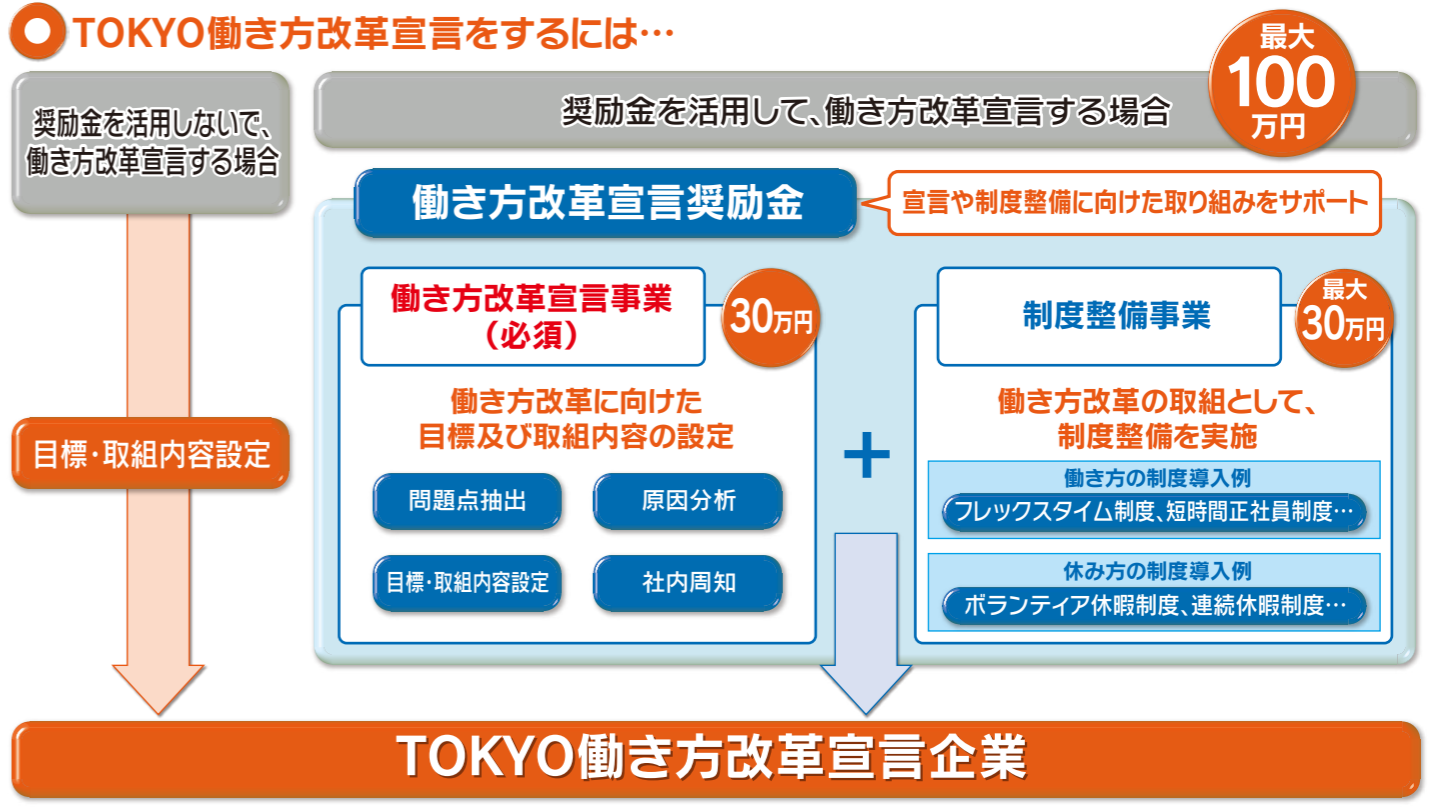 TOKYO働き方改革宣言をするには…
奨励金を活用しないで、
働き方改革宣言する場合
目標・取組内容設定
奨励金を活用して、働き方改革宣言する場合
最大
100
万円
働き方改革宣言奨励金
宣言や制度整備に向けた取り組みをサポート
働き方改革宣言事業
（必須）
30万円
働き方改革に向けた
目標及び取組内容の設定
問題点抽出
原因分析
目標・取組内容設定
社内周知
+
制度整備事業
最大
30万円
働き方改革の取組として、
制度整備を実施
働き方の制度導入例
フレックスタイム制度、短時間正社員制度…
休み方の制度導入例
ボランティア休暇制度、連続休暇制度…
TOKYO働き方改革宣言企業